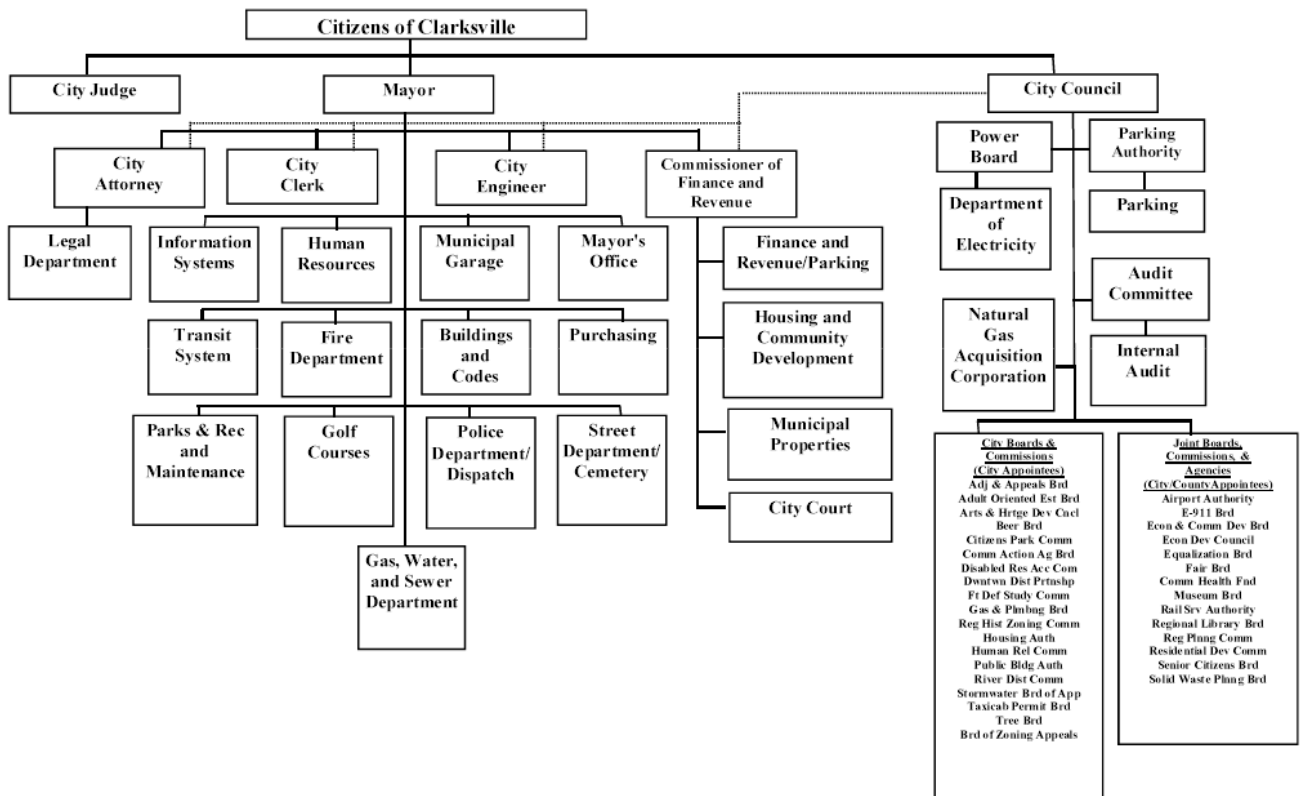 Citizens of Clarksville
City Judge
Mayor
City Council
City
Attorney
City
Clerk
City
Engineer
Commissioner of
Finance and
Revenue
Power
Board
Parking
Authority
Legal
Department
Information
Systems
Human
Resources
Municipal
Garage
Mayor's
Office
Finance and
Revenue/Parking
Department
of
Electricity
Parking
Transit
System
Fire
Department
Buildings
and
Codes
Purchasing
Housing and
Community
Development
Natural
Gas
Acquisition
Corporation
Audit
Committee
Internal
Audit
Parks & Rec
and
Maintenance
Golf
Courses
Police
Department/
Dispatch
Street
Department/
Cemetery
Municipal
Properties
City Court
Gas, Water,
and Sewer
Department
City Boards &
Commissions
(City Appointees)
Adj & Appeals Brd
Adult Oriented Est Brd
Arts & Hrtge Dev Cncl
Beer Brd
Citizens Park Comm
Comm Action Ag Brd
Disabled Res Acc Com
Dwntwn Dist Prtnshp
Ft Def Study Comm
Gas & Plmbng Brd
Reg Hist Zoning Comm
Housing Auth
Human Rel Comm
Public Bldg Auth
River Dist Comm
Stormwater Brd of App
Taxicab Permit Brd
Tree Brd
Brd of Zoning Appeals
Joint Boards,
Commissions, &
Agencies
(City/CountyAppointees)
Airport Authority
E-911 Brd
Econ & Comm Dev Brd
Econ Dev Council
Equalization Brd
Fair Brd
Comm Health Fnd
Museum Brd
Rail Srv Authority
Regional Library Brd
Reg Plnng Comm
Residential Dev Comm
Senior Citizens Brd
Solid Waste Plnng Brd